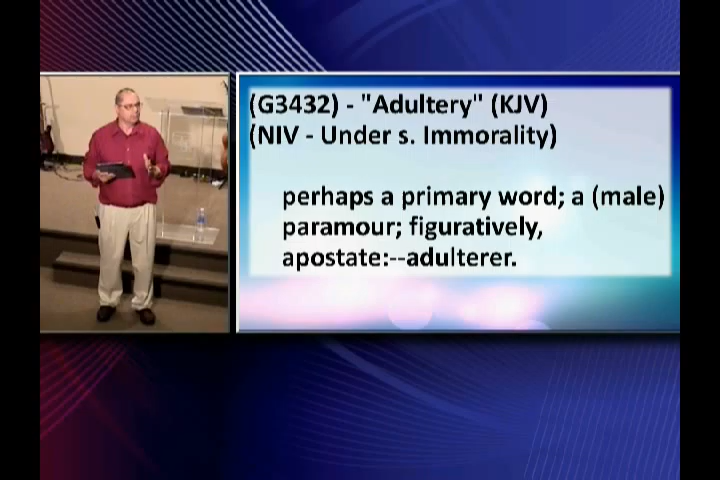 (G3432) - "Adultery" (KJV)
(NIV - Under s. Immorality)
perhaps a primary word; a (male)
paramour; figuratively,
apostate:--adulterer.